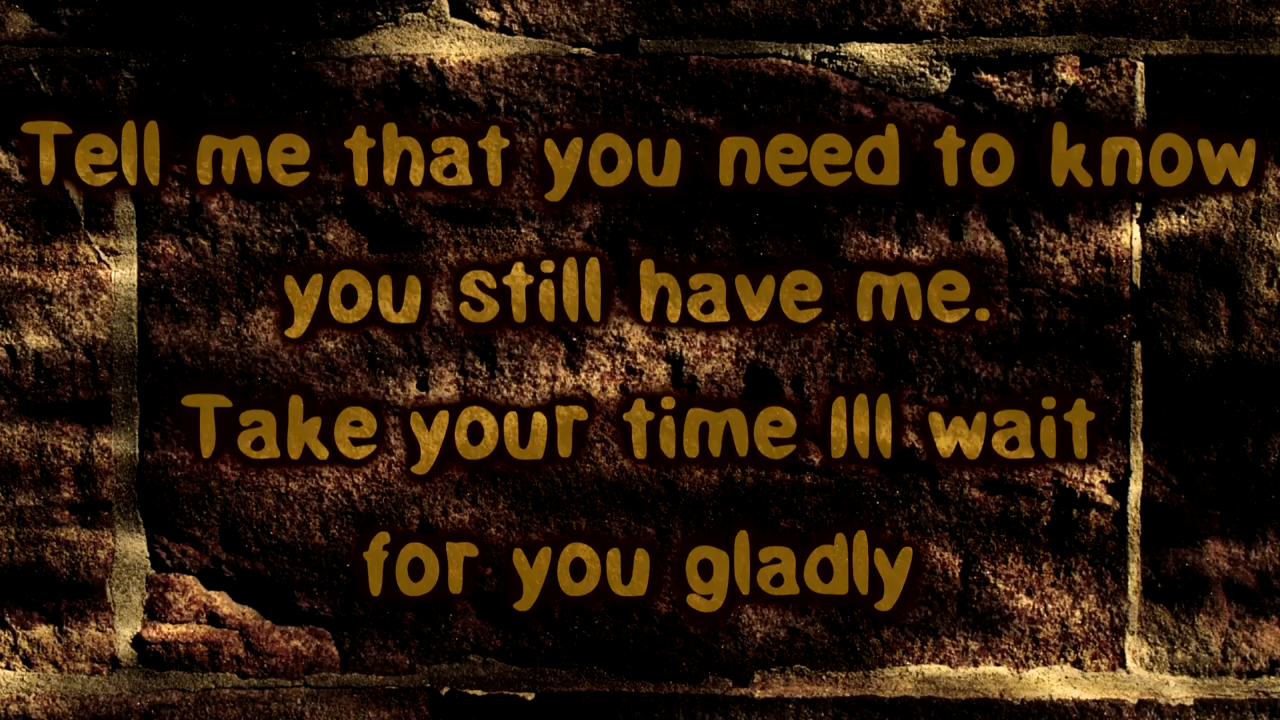 Tell me that you need to know
you still have me.
Take your time Ill wait
for you gladly